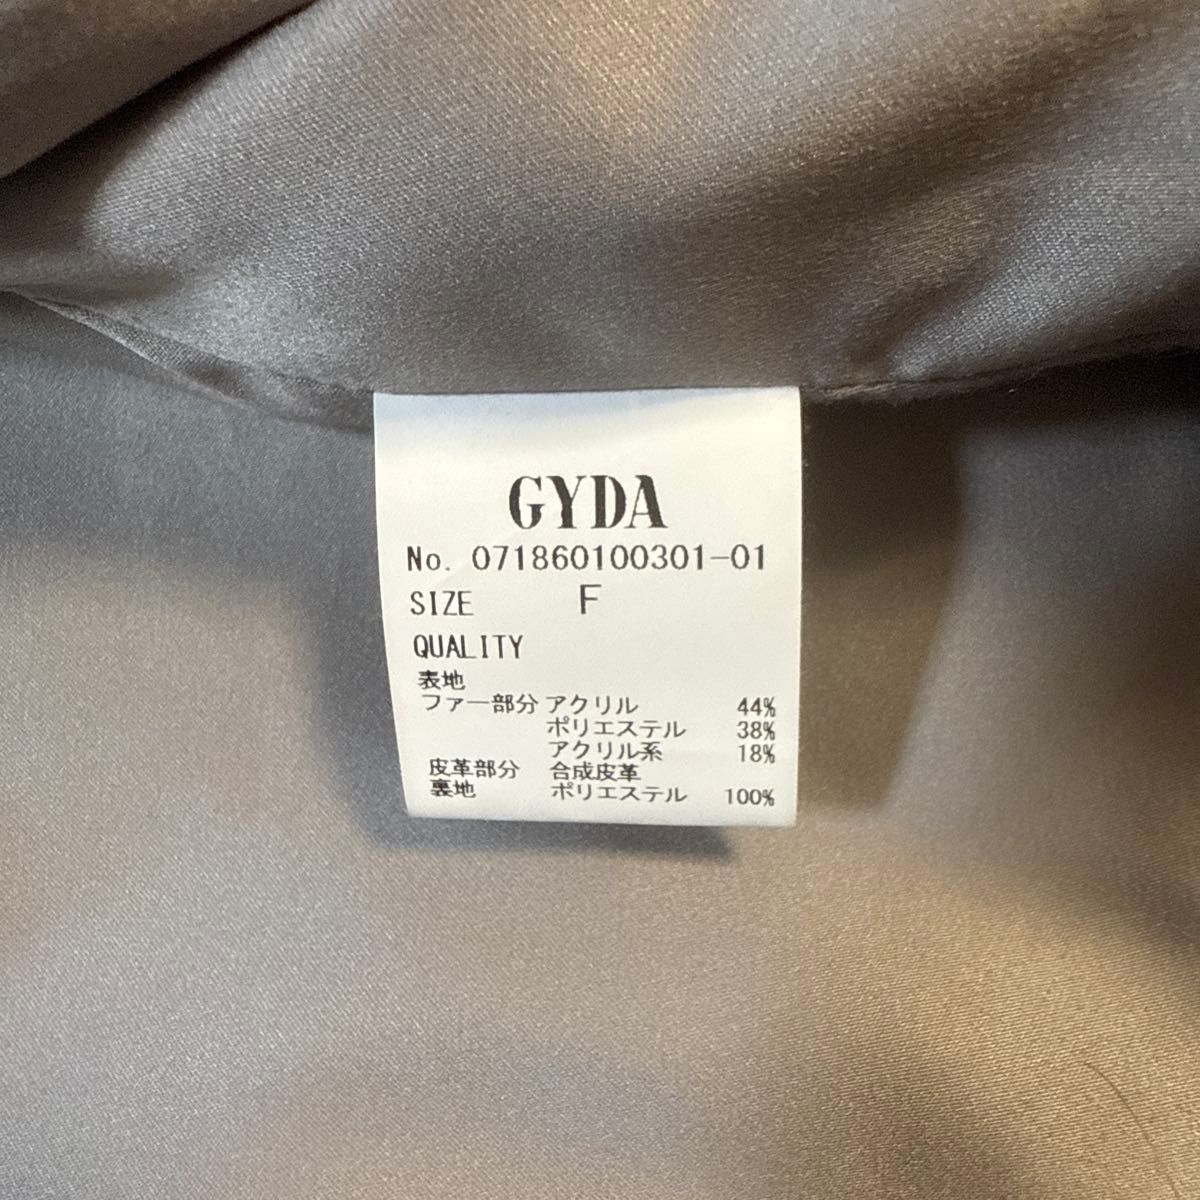 GYDA
No. 071860100301-01
SIZE F
QUALITY
表地
ファー部分 アクリル 44%
ポリエステル 38%
アクリル系 18%
皮革部分 合成皮革
裏地 ポリエステル 100%